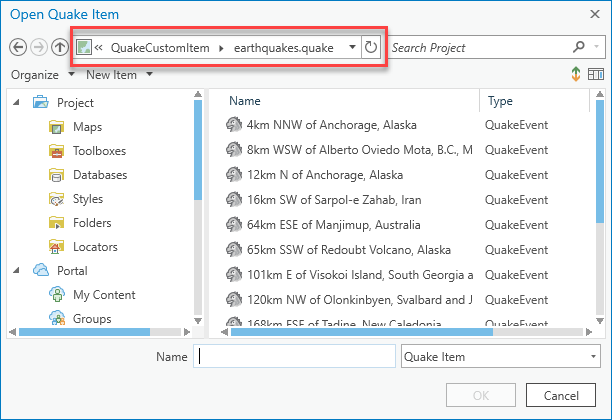 Open Quake Item
« QuakeCustomItem earthquakes.quake Search Project
Organize New Item
Project
Maps
Toolboxes
Databases
Styles
Folders
Locators
Portal
My Content
Groups
Name Type
4km NNW of Anchorage, Alaska QuakeEvent
8km WSW of Alberto Oviedo Mota, B.C., M QuakeEvent
12km N of Anchorage, Alaska QuakeEvent
16km SW of Sarpol-e Zahab, Iran QuakeEvent
64km ESE of Manjimup, Australia QuakeEvent
65km SSW of Redoubt Volcano, Alaska QuakeEvent
101km E of Visokoi Island, South Georgia a QuakeEvent
120km NW of Olonkinbyen, Svalbard and J QuakeEvent
168km ESE of Tadine, New Caledonia QuakeEvent
Name Quake Item
OK Cancel